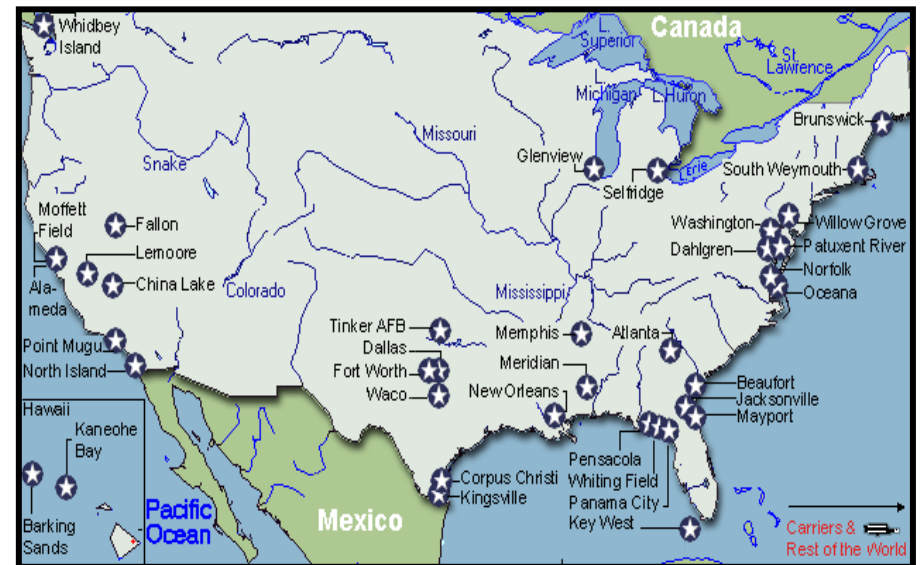 Whidbey
Island
Canada
L.
Superior
St.
Lawrence
L.
Michigan
L.Huron
Missouri
Brunswick
Snake
Glenview
Erie
South Weymouth
Selfridge
Moffett
Field
Fallon
Washington
Willow Grove
Lemoore
Dahlgren
Patuxent River
Ala-
meda
China Lake
Colorado
Norfolk
Mississippi
Oceana
Tinker AFB
Memphis
Atlanta
Point Mugu
Dallas
North Island
Fort Worth
Meridian
Waco
New Orleans
Beaufort
Jacksonville
Mayport
Hawaii
Kaneohe
Bay
Pensacola
Corpus Christi
Whiting Field
Kingsville
Panama City
Pacific
Ocean
Mexico
Key West
Barking
Sands
Carriers &
Rest of the World